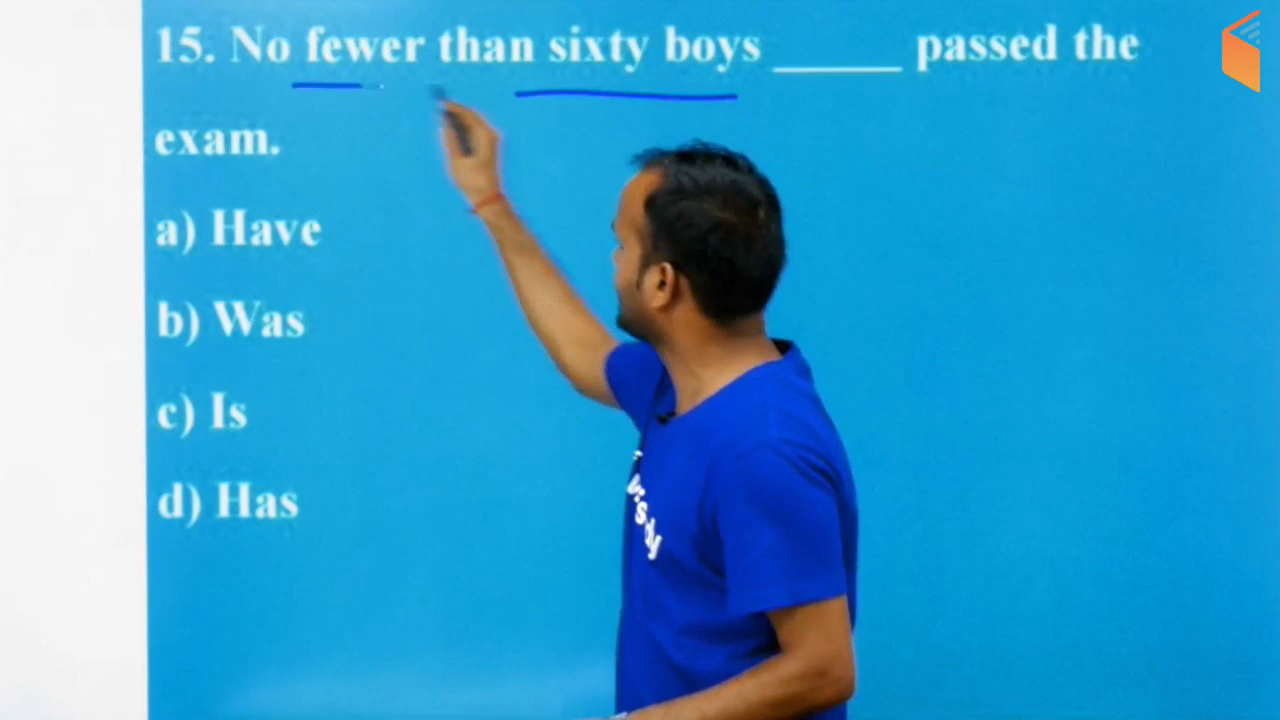 15. No fewer than sixty boys ______ passed the
exam.
a) Have
b) Was
c) Is
d) Has